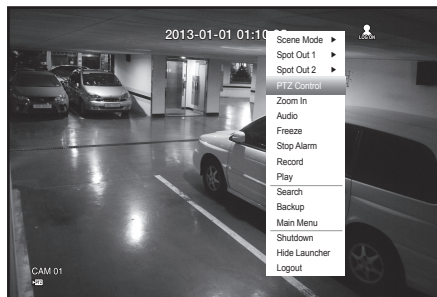 2013-01-01 01:10
LOG ON
Scene Mode
Spot Out 1
Spot Out 2
PTZ Control
Zoom In
Audio
Freeze
Stop Alarm
Record
Play
Search
Backup
Main Menu
Shutdown
Hide Launcher
Logout
CAM 01